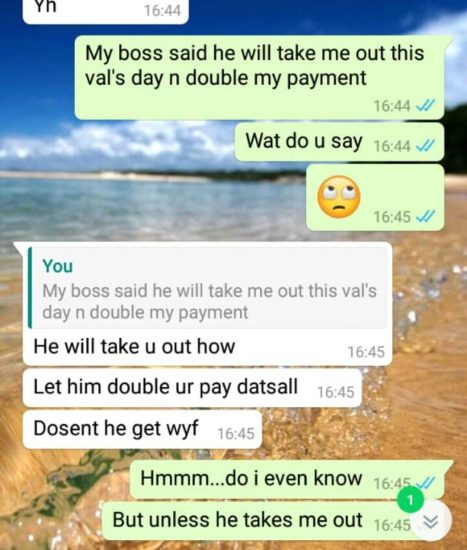 Yh
16:44
My boss said he will take me out this
val's day n double my payment
16:44
Wat do u say 16:44
16:45
You
My boss said he will take me out this val's
day n double my payment
He will take u out how
16:45
Let him double ur pay datsall 16:45
Dosent he get wyf 16:45
Hmmm...do i even know 16:45
1
But unless he takes me out 16:45